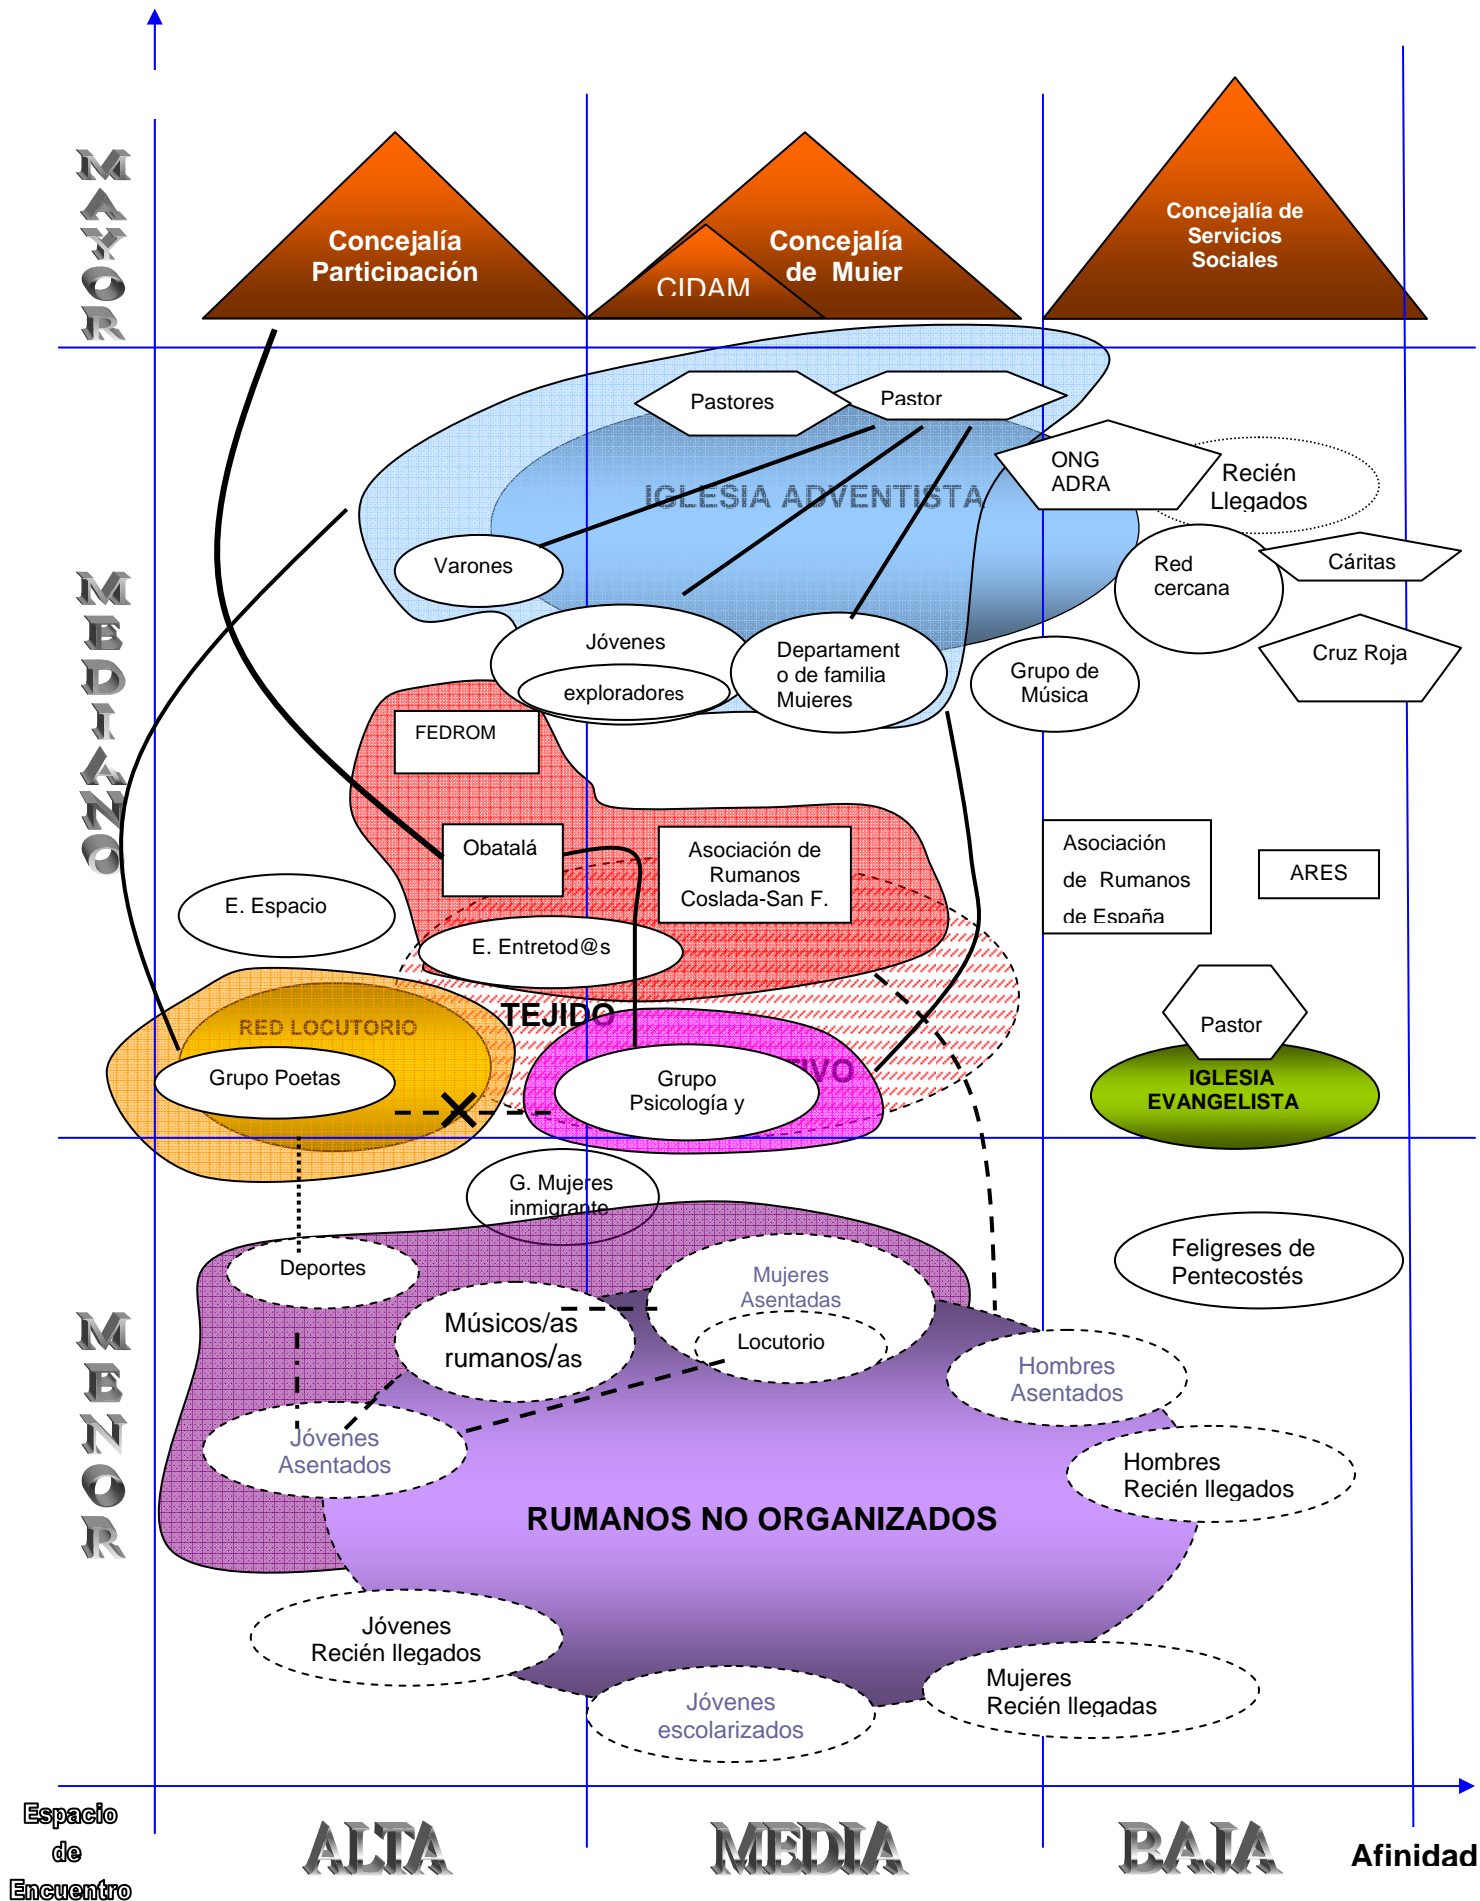 MAYOR
Concejalía
Participación
CIDAM
Concejalía
de Mujer
Concejalía de
Servicios
Sociales
MEDIANO
Pastores
Pastor
IGLESIA ADVENTISTA
ONG
ADRA
Recién
Llegados
Varones
Red
cercana
Cáritas
Jóvenes
exploradores
Departament
o de familia
Mujeres
Grupo de
Música
Cruz Roja
FEDROM
Obatalá
Asociación de
Rumanos
Coslada-San F.
Asociación
de Rumanos
de España
ARES
E. Espacio
E. Entretod@s
TEJIDO
RED LOCUTORIO
Grupo Poetas
Grupo
Psicología y
TIVO
Pastor
IGLESIA
EVANGELISTA
MENOR
G. Mujeres
inmigrante
Deportes
Músicos/as
rumanos/as
Mujeres
Asentadas
Locutorio
Feligreses de
Pentecostés
Hombres
Asentados
Jóvenes
Asentados
Hombres
Recién llegados
RUMANOS NO ORGANIZADOS
Jóvenes
Recién llegados
Jóvenes
escolarizados
Mujeres
Recién llegadas
Espacio
de
Encuentro
ALTA
MEDIA
BAJA
Afinidad